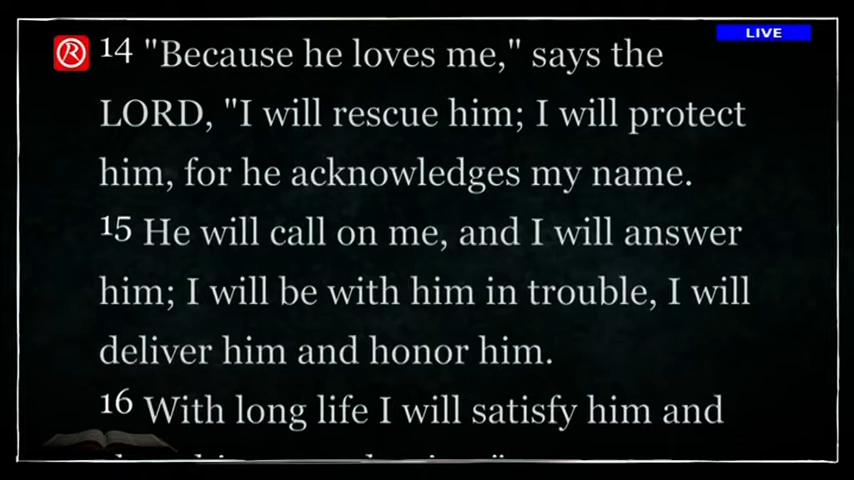 LIVE
R 14 "Because he loves me," says the
LORD, "I will rescue him; I will protect
him, for he acknowledges my name.
15 He will call on me, and I will answer
him; I will be with him in trouble, I will
deliver him and honor him.
16 With long life I will satisfy him and